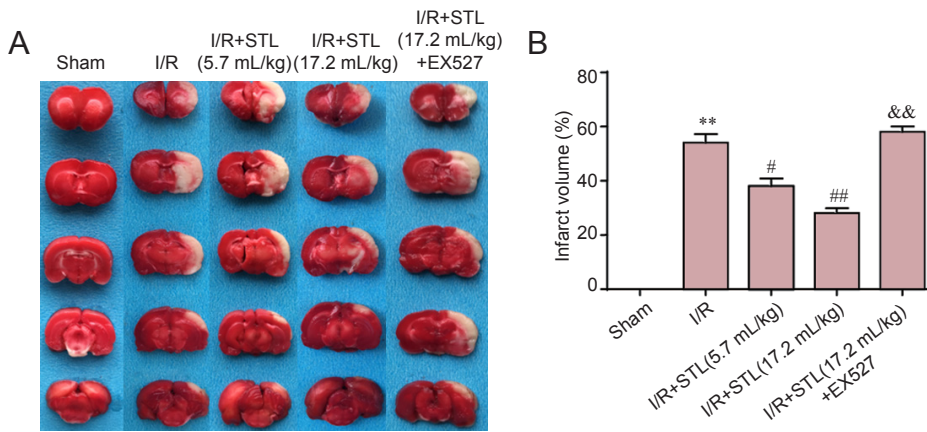 A
Sham
I/R
I/R+STL
(5.7 mL/kg)
I/R+STL
(17.2 mL/kg)
I/R+STL
(17.2 mL/kg)
+EX527
B
Infarct volume (%)
80
60
40
20
0
**
#
##
&&
Sham
I/R
I/R+STL(5.7 mL/kg)
I/R+STL(17.2 mL/kg)
I/R+STL(17.2 mL/kg)
+EX527